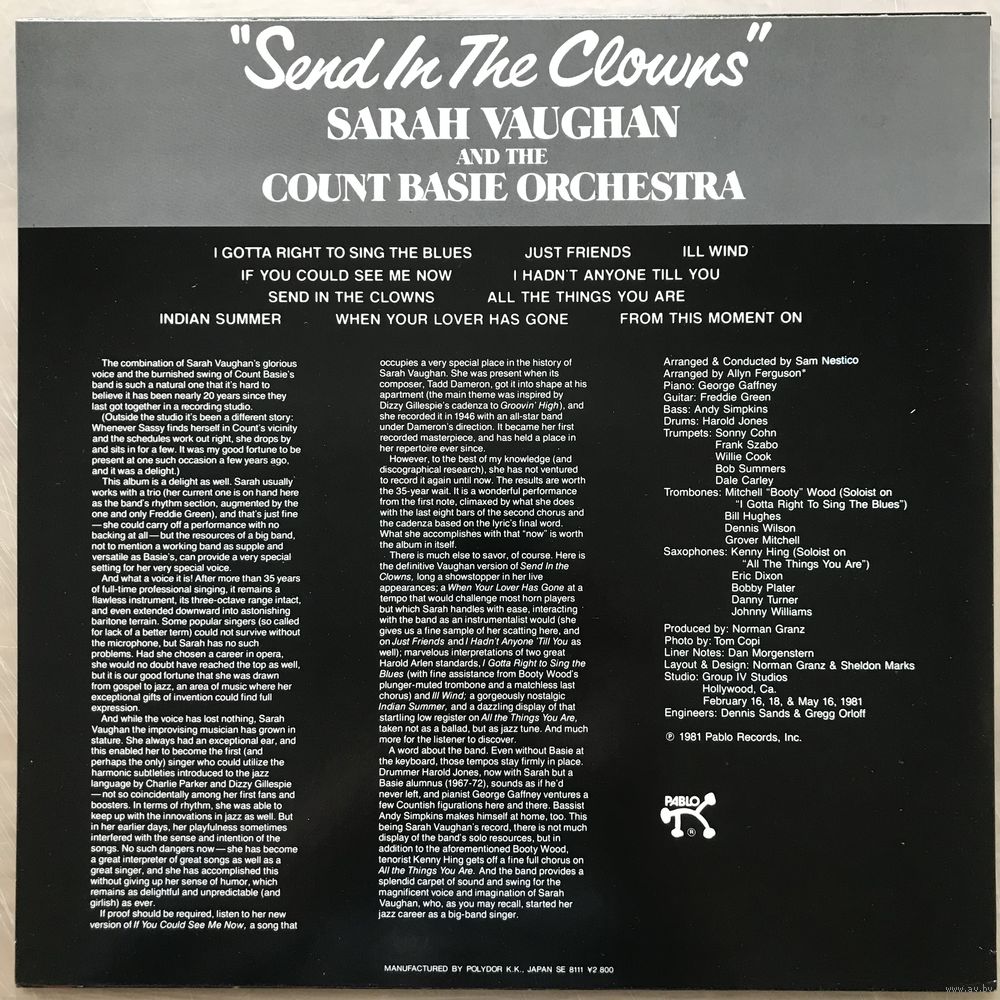 "Send In The Clowns"
SARAH VAUGHAN
AND THE
COUNT BASIE ORCHESTRA
I GOTTA RIGHT TO SING THE BLUES JUST FRIENDS ILL WIND
IF YOU COULD SEE ME NOW I HADN'T ANYONE TILL YOU
SEND IN THE CLOWNS ALL THE THINGS YOU ARE
INDIAN SUMMER WHEN YOUR LOVER HAS GONE FROM THIS MOMENT ON
The combination of Sarah Vaughan's glorious
voice and the burnished swing of Count Basie's
band is such a natural one that it's hard to
believe it has been nearly 20 years since they
last got together in a recording studio.
(Outside the studio it's been a different story:
Whenever Sassy finds herself in Count's vicinity
and the schedules work out right, she drops by
and sits in for a few. It was my good fortune to be
present at one such occasion a few years ago,
and it was a delight.)
This album is a delight as well. Sarah usually
works with a trio (her current one is on hand here
as the band's rhythm section, augmented by the
one and only Freddie Green), and that's just fine
—she could carry off a performance with no
backing at all—but the resources of a big band,
not to mention a working band as supple and
versatile as Basie's, can provide a very special
setting for her very special voice.
And what a voice it is! After more than 35 years
of full-time professional singing, it remains a
flawless instrument, its three-octave range intact,
and even extended downward into astonishing
baritone terrain. Some popular singers (so called
for lack of a better term) could not survive without
the microphone, but Sarah has no such
problems. Had she chosen a career in opera,
she would no doubt have reached the top as well,
but it is our good fortune that she was drawn
from gospel to jazz, an area of music where her
exceptional gifts of invention could find full
expression.
And while the voice has lost nothing, Sarah
Vaughan the improvising musician has grown in
stature. She always had an exceptional ear, and
this enabled her to become the first (and
perhaps the only) singer who could utilize the
harmonic subtleties introduced to the jazz
language by Charlie Parker and Dizzy Gillespie
—not so coincidentally among her first fans and
boosters. In terms of rhythm, she was able to
keep up with the innovations in jazz as well. But
in her earlier days, her playfulness sometimes
interfered with the sense and intention of the
songs. No such dangers now—she has become
a great interpreter of great songs as well as a
great singer, and she has accomplished this
without giving up her sense of humor, which
remains as delightful and unpredictable (and
girlish) as ever.
If proof should be required, listen to her new
version of If You Could See Me Now, a song that
occupies a very special place in the history of
Sarah Vaughan. She was present when its
composer, Tadd Dameron, got it into shape at his
apartment (the main theme was inspired by
Dizzy Gillespie's cadenza to Groovin' High), and
she recorded it in 1946 with an all-star band
under Dameron's direction. It became her first
recorded masterpiece, and has held a place in
her repertoire ever since.
However, to the best of my knowledge (and
discographical research), she has not ventured
to record it again until now. The results are worth
the 35-year wait. It is a wonderful performance
from the first note, climaxed by what she does
with the last eight bars of the second chorus and
the cadenza based on the lyric's final word.
What she accomplishes with that "now" is worth
the album in itself.
There is much else to savor, of course. Here is
the definitive Vaughan version of Send In the
Clowns, long a showstopper in her live
appearances; a When Your Lover Has Gone at a
tempo that would challenge most horn players
but which Sarah handles with ease, interacting
with the band as an instrumentalist would (she
gives us a fine sample of her scatting here, and
on Just Friends and I Hadn't Anyone 'Till You as
well); marvelous interpretations of two great
Harold Arlen standards, I Gotta Right to Sing the
Blues (with fine assistance from Booty Wood's
plunger-muted trombone and a matchless last
chorus) and Ill Wind; a gorgeously nostalgic
Indian Summer, and a dazzling display of that
startling low register on All the Things You Are,
taken not as a ballad, but as jazz tune. And much
more for the listener to discover.
A word about the band. Even without Basie at
the keyboard, those tempos stay firmly in place.
Drummer Harold Jones, now with Sarah but a
Basie alumnus (1967-72), sounds as if he'd
never left, and pianist George Gaffney ventures a
few Countish figurations here and there. Bassist
Andy Simpkins makes himself at home, too. This
being Sarah Vaughan's record, there is not much
display of the band's solo resources, but in
addition to the aforementioned Booty Wood,
tenorist Kenny Hing gets off a fine full chorus on
All the Things You Are. And the band provides a
splendid carpet of sound and swing for the
magnificent voice and imagination of Sarah
Vaughan, who, as you may recall, started her
jazz career as a big-band singer.
Arranged & Conducted by Sam Nestico
Arranged by Allyn Ferguson*
Piano: George Gaffney
Guitar: Freddie Green
Bass: Andy Simpkins
Drums: Harold Jones
Trumpets: Sonny Cohn
Frank Szabo
Willie Cook
Bob Summers
Dale Carley
Trombones: Mitchell "Booty" Wood (Soloist on
"I Gotta Right To Sing The Blues")
Bill Hughes
Dennis Wilson
Grover Mitchell
Saxophones: Kenny Hing (Soloist on
"All The Things You Are")
Eric Dixon
Bobby Plater
Danny Turner
Johnny Williams
Produced by: Norman Granz
Photo by: Tom Copi
Liner Notes: Dan Morgenstern
Layout & Design: Norman Granz & Sheldon Marks
Studio: Group IV Studios
Hollywood, Ca.
February 16, 18, & May 16, 1981
Engineers: Dennis Sands & Gregg Orloff
℗ 1981 Pablo Records, Inc.
PABLO
®
MANUFACTURED BY POLYDOR K.K., JAPAN SE 8111 ¥2 800
www.av.by